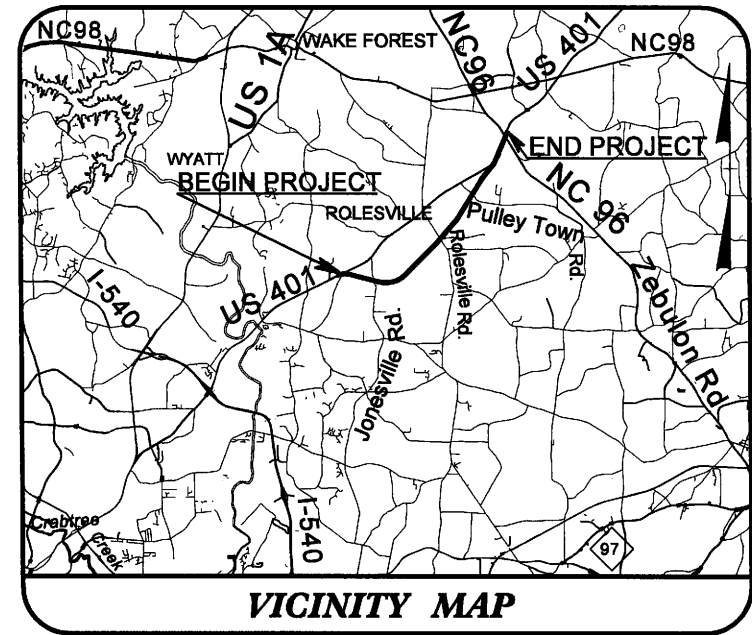 NC98
US 1A
WAKE FOREST
NC96
US 401
NC98
WYATT
BEGIN PROJECT
END PROJECT
NC 96
ROLESVILLE
Pulley Town
Rd.
Rolesville Rd.
I-540
US 401
Zebulon Rd
Jonesville Rd.
I-540
Crabtree
Creek
97
VICINITY MAP